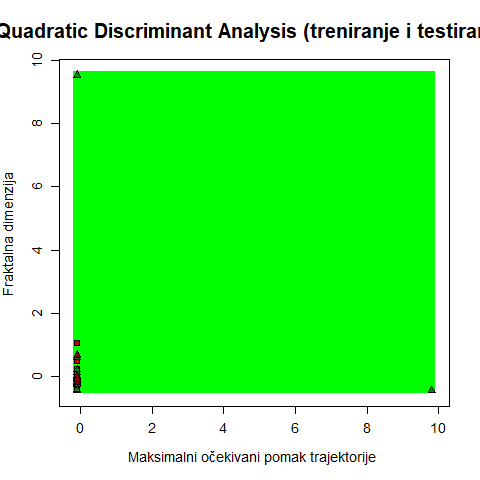 Quadratic Discriminant Analysis (treniranje i testiran
10
8
6
4
2
0
Fraktalna dimenzija
0 2 4 6 8 10
Maksimalni očekivani pomak trajektorije